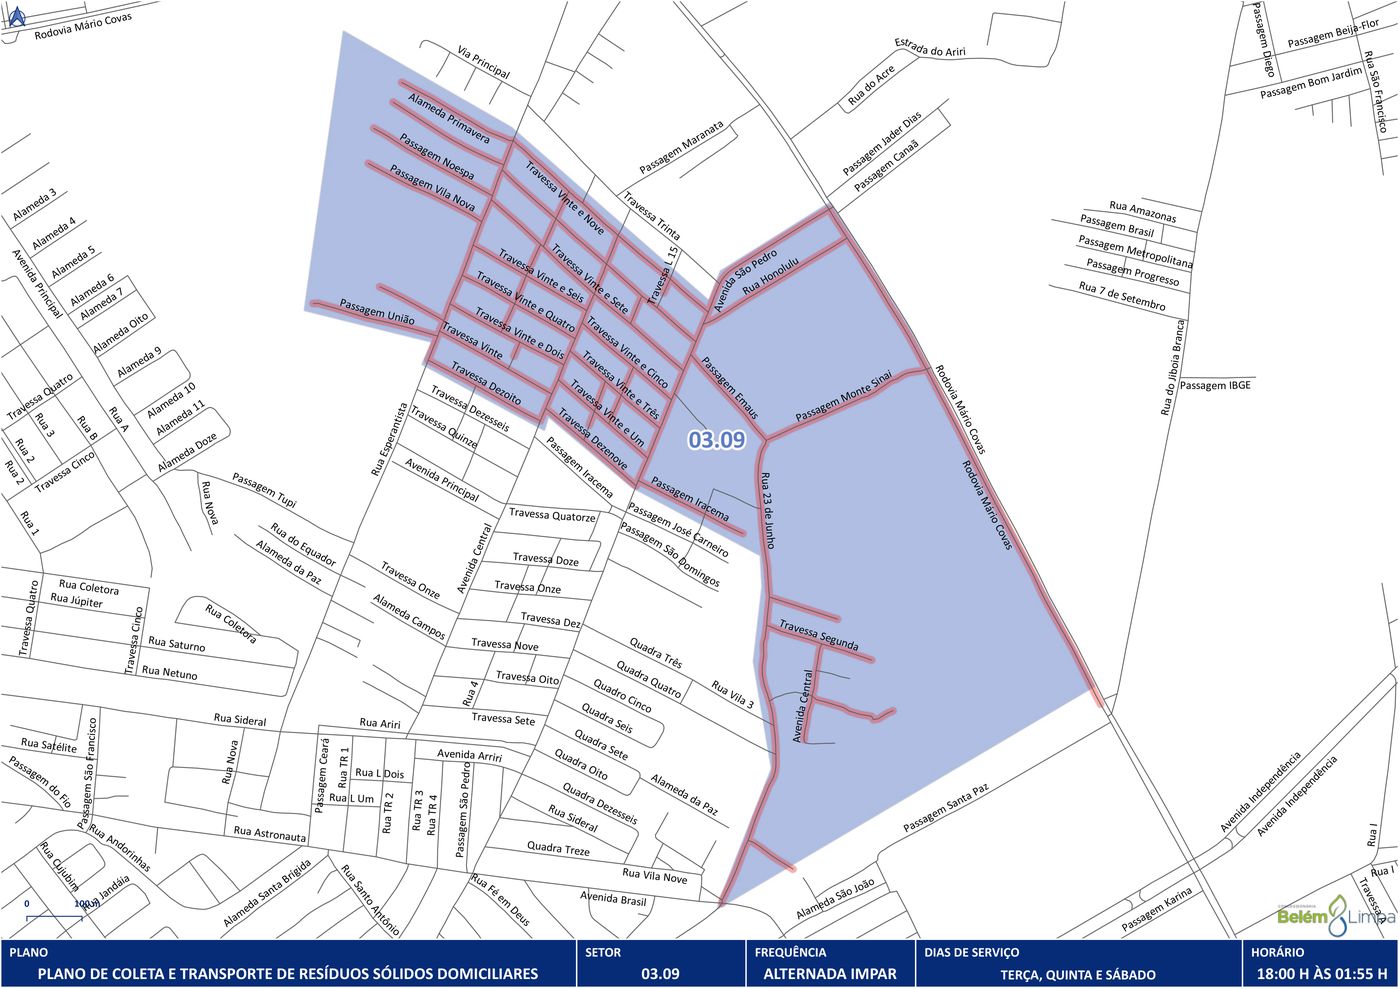 Rodovia Mário Covas
Via Principal
Estrada do Ariri
Rua do Acre
Passagem Diego
Passagem Beija-Flor
Rua São Francisco
Passagem Bom Jardim
Alameda Primavera
Passagem Noespa
Passagem Vila Nova
Travessa Vinte e Nove
Passagem Maranata
Passagem Jader Dias
Passagem Canaã
Travessa Trinta
Alameda 3
Alameda 4
Alameda 5
Avenida Principal
Alameda 6
Alameda 7
Alameda Oito
Alameda 9
Alameda 10
Alameda 11
Alameda Doze
Rua Amazonas
Passagem Brasil
Passagem Metropolitana
Passagem Progresso
Rua 7 de Setembro
Rua do Jiboia Branca
Passagem IBGE
Travessa Vinte e Seis
Travessa Vinte e Sete
Travessa L 15
Avenida São Pedro
Rua Honolulu
Travessa Vinte e Quatro
Passagem União
Travessa Vinte e Dois
Travessa Vinte
Travessa Vinte e Cinco
Travessa Vinte e Três
Travessa Vinte e Um
Travessa Dezoito
Travessa Dezenove
Passagem Emaus
Passagem Monte Sinai
Rodovia Mário Covas
Rodovia Mário Covas
03.09
Travessa Quatro
Rua 3
Rua B
Rua A
Rua 2
Rua 2
Travessa Cinco
Rua 1
Rua Nova
Passagem Tupi
Rua Esperantista
Travessa Dezesseis
Travessa Quinze
Avenida Principal
Passagem Iracema
Passagem Iracema
Rua 23 de Junho
Passagem José Carneiro
Passagem São Domingos
Travessa Quatorze
Avenida Central
Travessa Doze
Travessa Onze
Travessa Dez
Travessa Nove
Travessa Oito
Travessa Sete
Rua 4
Rua do Equador
Alameda da Paz
Travessa Onze
Alameda Campos
Rua Coletora
Rua Júpiter
Travessa Quatro
Travessa Cinco
Rua Coletora
Rua Saturno
Rua Netuno
Travessa Segunda
Avenida Central
Quadra Três
Quadra Quatro
Rua Vila 3
Quadra Cinco
Quadra Seis
Quadra Sete
Quadra Oito
Alameda da Paz
Quadra Dezesseis
Rua Sideral
Quadra Treze
Rua Vila Nove
Avenida Brasil
Rua Sideral
Rua Ariri
Avenida Arriri
Rua Satélite
Passagem do Fio
Passagem São Francisco
Rua Nova
Passagem Ceará
Rua TR 1
Rua L Dois
Rua L Um
Rua TR 2
Rua TR 3
Rua TR 4
Passagem São Pedro
Rua Astronauta
Rua Andorinhas
Rua Cujubim
Rua Jandáia
Alameda Santa Brígida
Rua Santo Antônio
Rua Fé em Deus
Passagem Santa Paz
Alameda São João
Avenida Independência
Avenida Independência
Passagem Karina
Rua I
Rua I
Travessa A
0 100 m
CONCESSIONÁRIA
Belém Limpa
PLANO
PLANO DE COLETA E TRANSPORTE DE RESÍDUOS SÓLIDOS DOMICILIARES
SETOR
03.09
FREQUÊNCIA
ALTERNADA IMPAR
DIAS DE SERVIÇO
TERÇA, QUINTA E SÁBADO
HORÁRIO
18:00 H ÀS 01:55 H